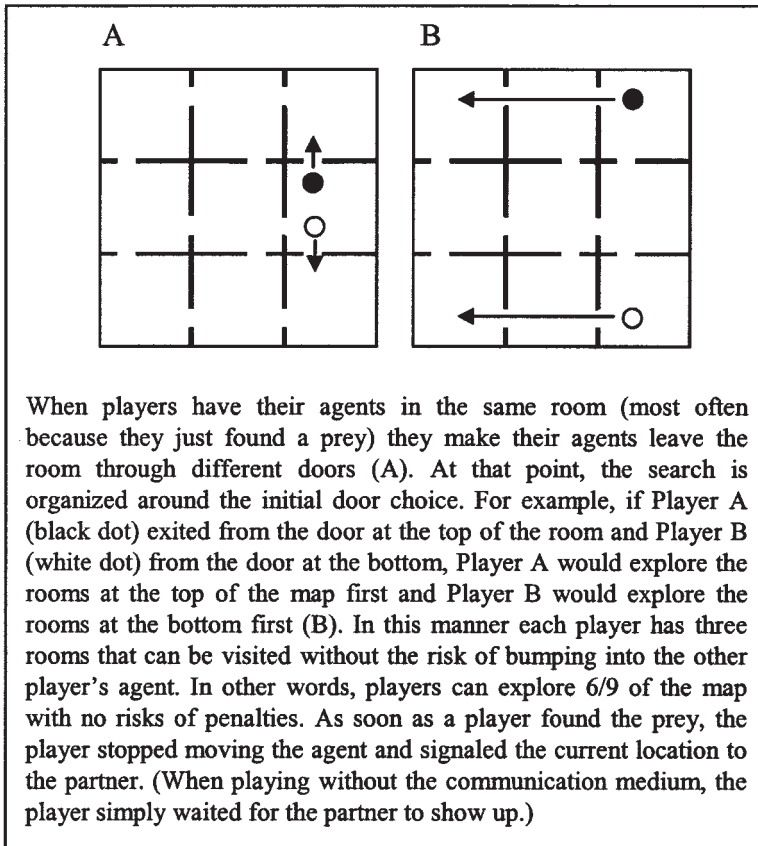 A B
When players have their agents in the same room (most often
because they just found a prey) they make their agents leave the
room through different doors (A). At that point, the search is
organized around the initial door choice. For example, if Player A
(black dot) exited from the door at the top of the room and Player B
(white dot) from the door at the bottom, Player A would explore the
rooms at the top of the map first and Player B would explore the
rooms at the bottom first (B). In this manner each player has three
rooms that can be visited without the risk of bumping into the other
player's agent. In other words, players can explore 6/9 of the map
with no risks of penalties. As soon as a player found the prey, the
player stopped moving the agent and signaled the current location to
the partner. (When playing without the communication medium, the
player simply waited for the partner to show up.)